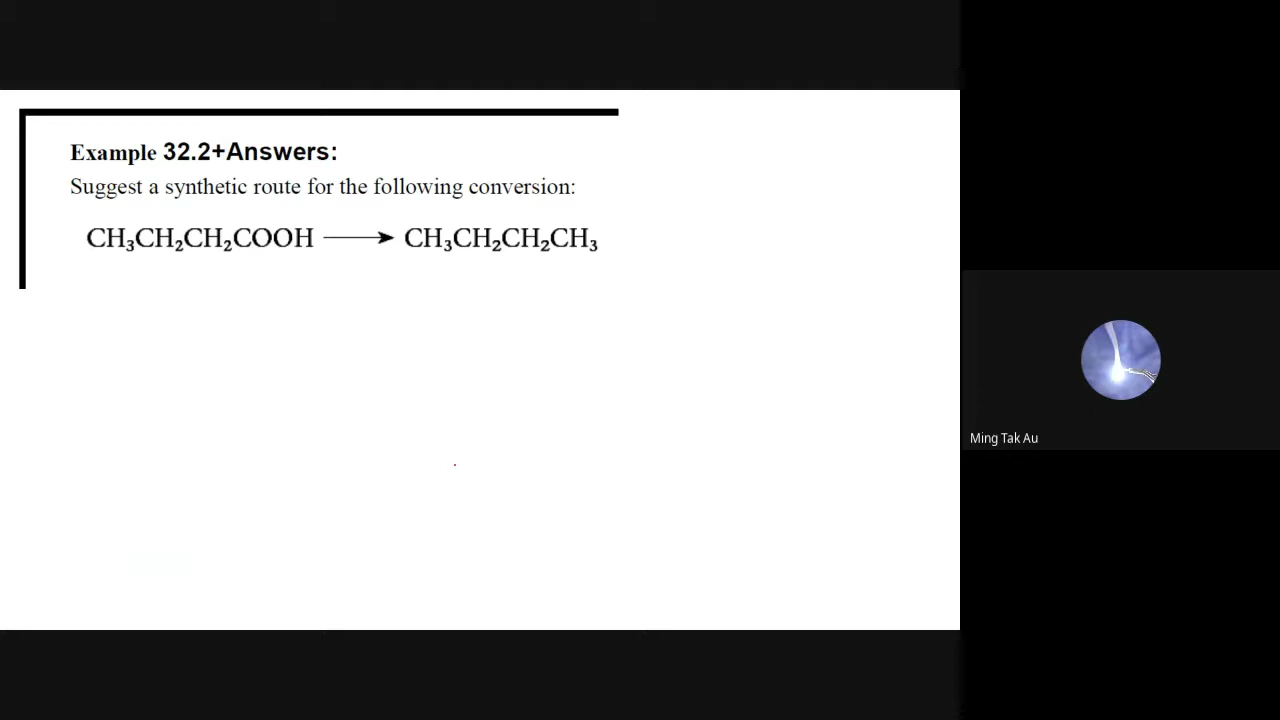 Example 32.2+Answers:
Suggest a synthetic route for the following conversion:
CH₃CH₂CH₂COOH ⟶ CH₃CH₂CH₂CH₃
Ming Tak Au